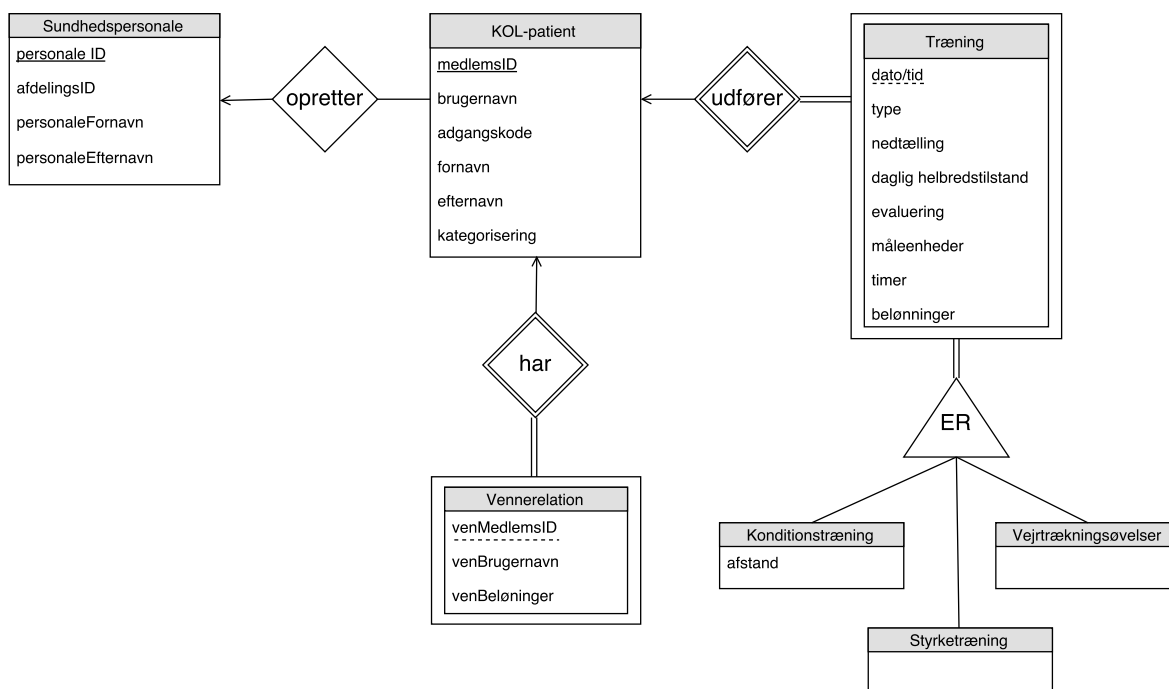 Sundhedspersonale
personale ID
afdelingsID
personaleFornavn
personaleEfternavn
opretter
KOL-patient
medlemsID
brugernavn
adgangskode
fornavn
efternavn
kategorisering
udfører
Træning
dato/tid
type
nedtælling
daglig helbredstilstand
evaluering
måleenheder
timer
belønninger
har
Vennerelation
venMedlemsID
venBrugernavn
venBeløninger
ER
Konditionstræning
afstand
Vejrtrækningsøvelser
Styrketræning